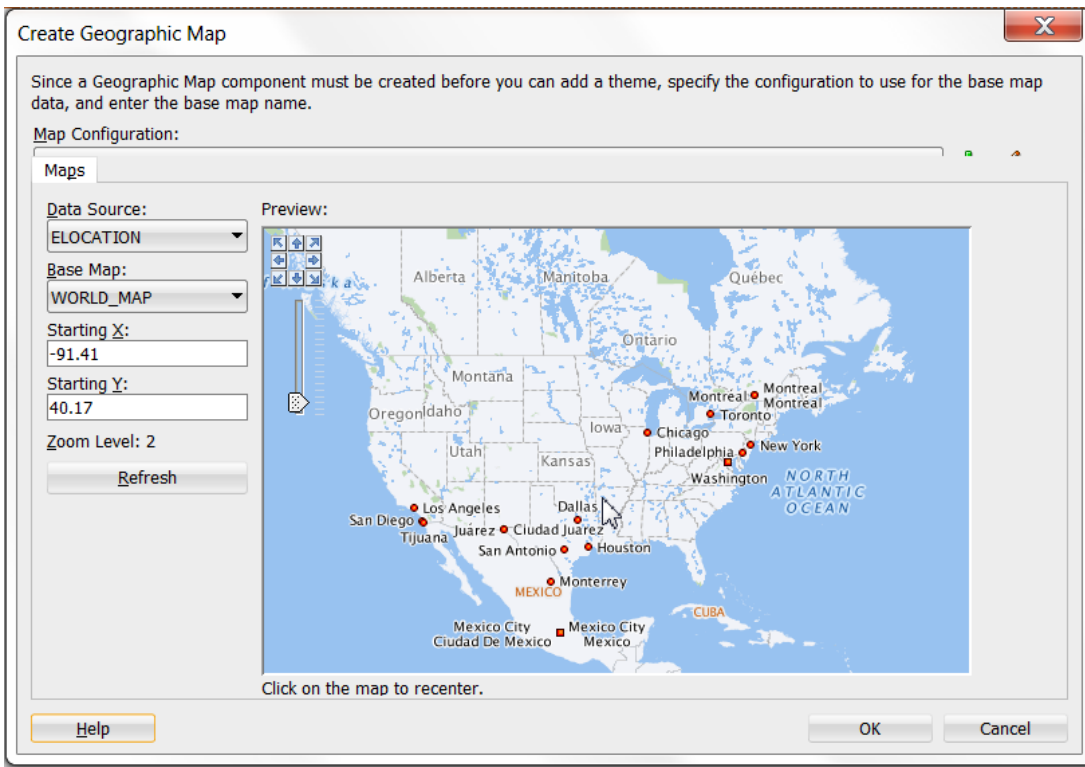 Create Geographic Map
X
Since a Geographic Map component must be created before you can add a theme, specify the configuration to use for the base map
data, and enter the base map name.
Map Configuration:
Maps
Data Source:
ELOCATION
Base Map:
WORLD_MAP
Starting X:
-91.41
Starting Y:
40.17
Zoom Level: 2
Refresh
Preview:
Alberta
Manitoba
Québec
Ontario
Montana
Montreal
Montreal
Montréal
Toronto
Oregon
Idaho
Iowa
Chicago
New York
Philadelphia
Utah
Kansas
Washington
NORTH
ATLANTIC
OCEAN
Los Angeles
Dallas
San Diego
Tijuana
Juarez
Ciudad Juárez
San Antonio
Houston
Monterrey
MEXICO
CUBA
Mexico City
Ciudad De Mexico
Mexico City
Mexico
Click on the map to recenter.
Help
OK
Cancel